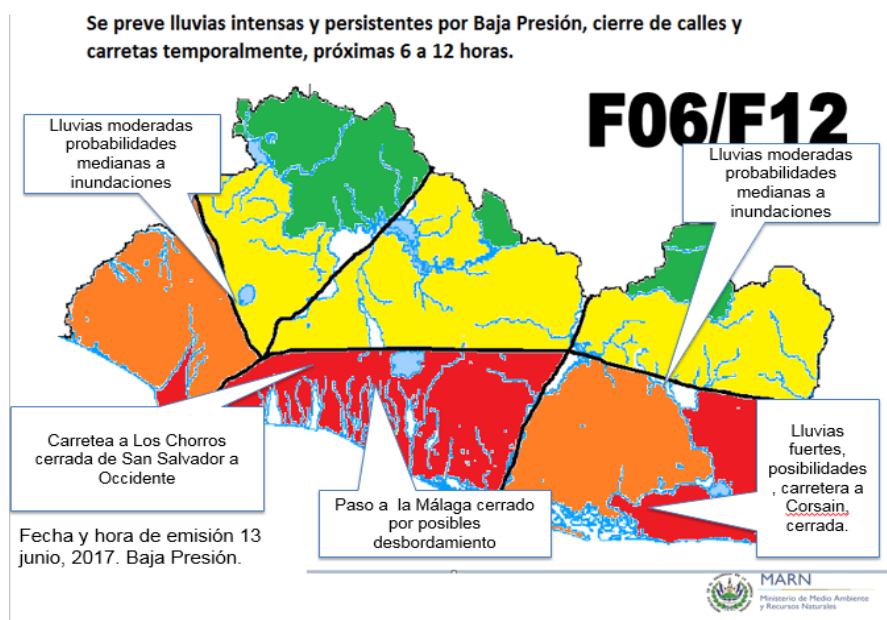 Se preve lluvias intensas y persistentes por Baja Presión, cierre de calles y
carretas temporalmente, próximas 6 a 12 horas.
F06/F12
Lluvias moderadas
probabilidades
medianas a
inundaciones
Lluvias moderadas
probabilidades
medianas a
inundaciones
Carretea a Los Chorros
cerrada de San Salvador a
Occidente
Paso a la Málaga cerrado
por posibles
desbordamiento
Lluvias
fuertes,
posibilidades
, carretera a
Corsain,
cerrada.
Fecha y hora de emisión 13
junio, 2017. Baja Presión.
MARN
Ministerio de Medio Ambiente
y Recursos Naturales